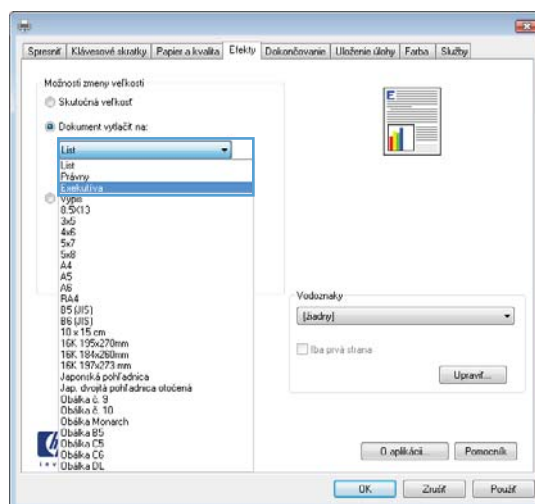 Spresniť Klávesové skratky Papier a kvalita Efekty Dokončovanie Uloženie úlohy Farba Služby
Možnosti zmeny veľkosti
Skutočná veľkosť
Dokument vytlačiť na:
List
List
Právny
Exekutíva
Výpis
8.5X13
3x5
4x6
5x7
5x8
A4
A5
A6
RA4
B5 (JIS)
B6 (JIS)
10 x 15 cm
16K 195x270mm
16K 184x260mm
16K 197x273 mm
Japonská pohľadnica
Jap. dvojtá pohľadnica otočená
Obálka č. 9
Obálka č. 10
Obálka Monarch
Obálka B5
Obálka C5
Obálka C6
Obálka DL
E
Vodoznaky
[žiadny]
Iba prvá strana
Upraviť...
O aplikácii...
Pomocník
OK
Zrušiť
Použiť